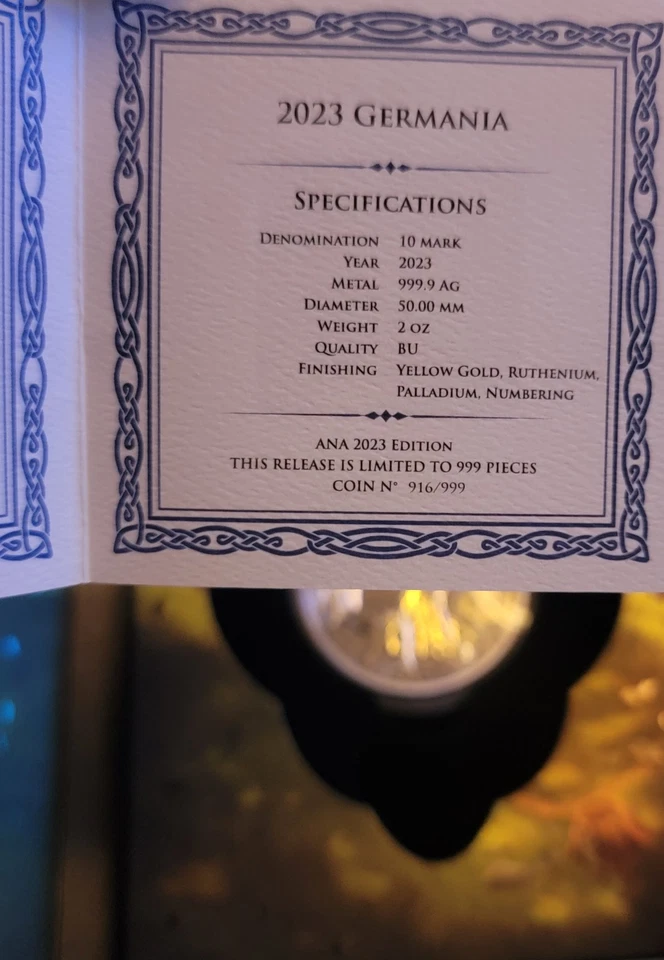 2023 Germania
Specifications
Denomination 10 mark
Year 2023
Metal 999.9 Ag
Diameter 50.00 mm
Weight 2 oz
Quality BU
Finishing Yellow Gold, Ruthenium,
Palladium, Numbering
ANA 2023 Edition
THIS RELEASE IS LIMITED TO 999 PIECES
COIN N° 916/999